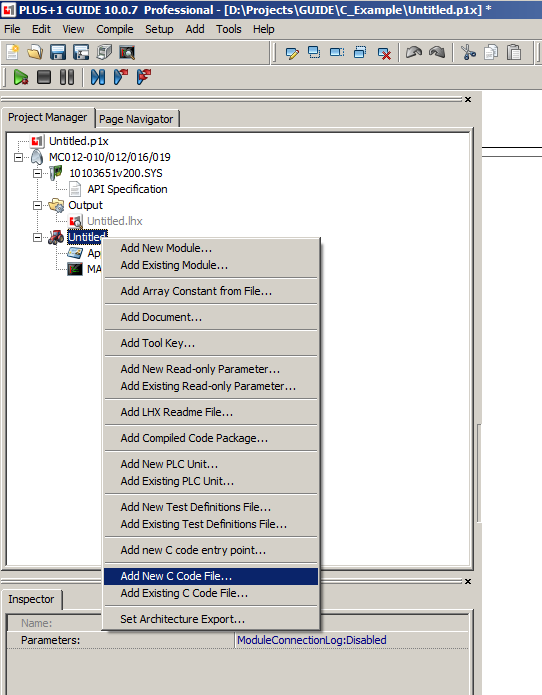 PLUS+1 GUIDE 10.0.7 Professional - [D:\Projects\GUIDE\C_Example\Untitled.p1x] *
File Edit View Compile Setup Add Tools Help
Project Manager Page Navigator
Untitled.p1x
MC012-010/012/016/019
10103651v200.SYS
API Specification
Output
Untitled.lhx
Untitled
App
MA
Add New Module...
Add Existing Module...
Add Array Constant from File...
Add Document...
Add Tool Key...
Add New Read-only Parameter...
Add Existing Read-only Parameter...
Add LHX Readme File...
Add Compiled Code Package...
Add New PLC Unit...
Add Existing PLC Unit...
Add New Test Definitions File...
Add Existing Test Definitions File...
Add new C code entry point...
Add New C Code File...
Add Existing C Code File...
Set Architecture Export...
Inspector
Name:
Parameters: ModuleConnectionLog:Disabled